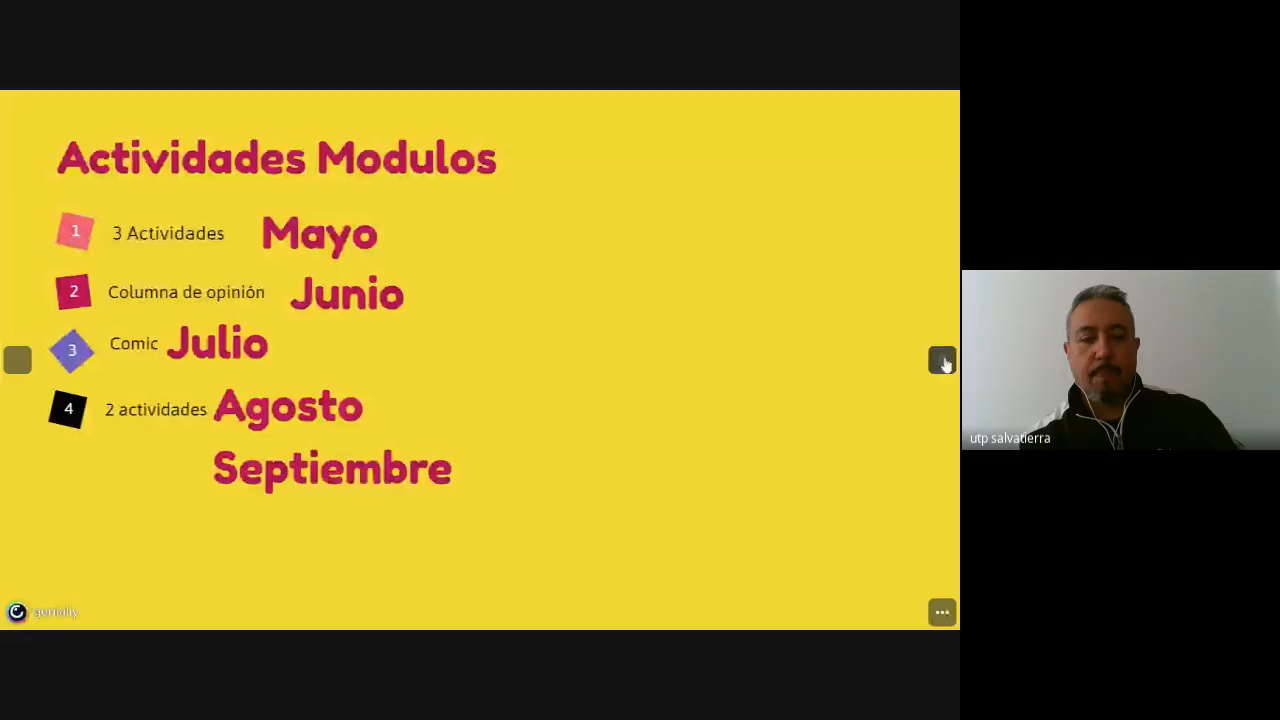 Actividades Modulos
1 3 Actividades Mayo
2 Columna de opinión Junio
3 Comic Julio
4 2 actividades Agosto
Septiembre
genially
utp salvatierra